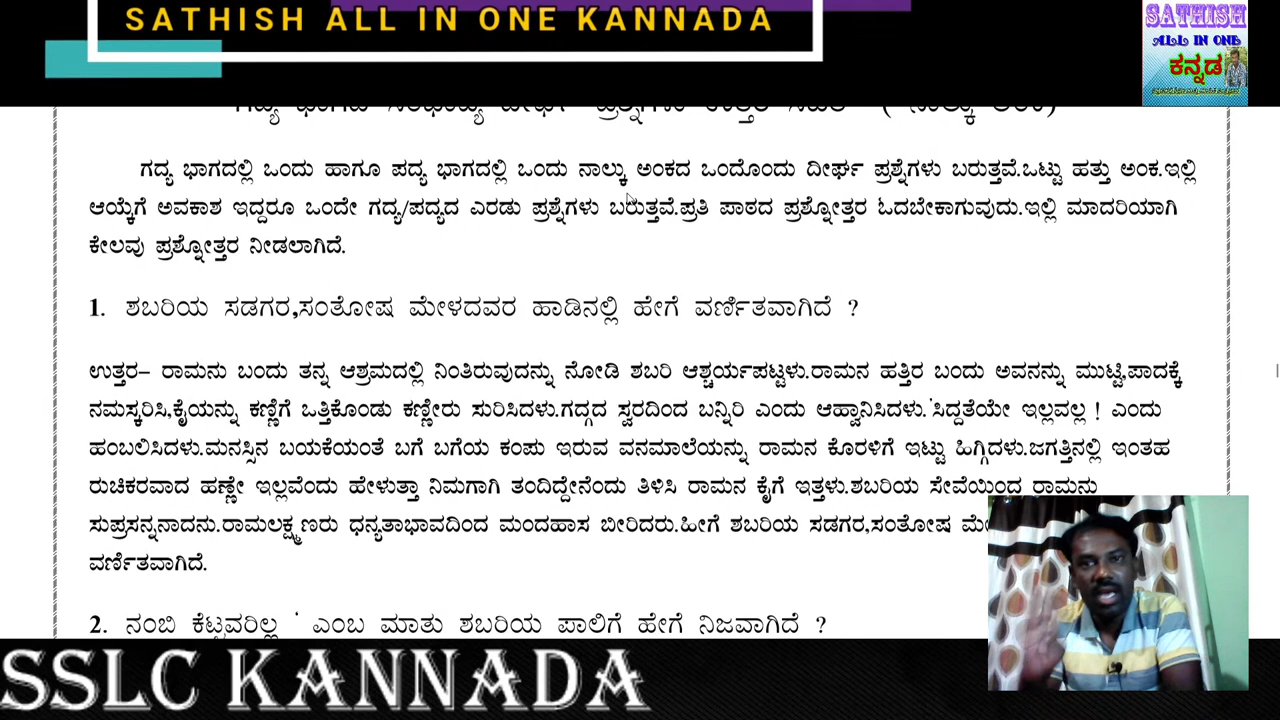 SATHISH ALL IN ONE KANNADA
SATHISH
ALL IN ONE
ಕನ್ನಡ
ಗದ್ಯ ಭಾಗದಲ್ಲಿ ಒಂದು ಹಾಗೂ ಪದ್ಯ ಭಾಗದಲ್ಲಿ ಒಂದು ನಾಲ್ಕು ಅಂಕದ ಒಂದೊಂದು ದೀರ್ಘ ಪ್ರಶ್ನೆಗಳು ಬರುತ್ತವೆ.ಒಟ್ಟು ಹತ್ತು ಅಂಕ.ಇಲ್ಲಿ
ಆಯ್ಕೆಗೆ ಅವಕಾಶ ಇದ್ದರೂ ಒಂದೇ ಗದ್ಯ/ಪದ್ಯದ ಎರಡು ಪ್ರಶ್ನೆಗಳು ಬರುತ್ತವೆ.ಪ್ರತಿ ಪಾಠದ ಪ್ರಶ್ನೋತ್ತರ ಓದಬೇಕಾಗುವುದು.ಇಲ್ಲಿ ಮಾದರಿಯಾಗಿ
ಕೇಲವು ಪ್ರಶ್ನೋತ್ತರ ನೀಡಲಾಗಿದೆ.
1. ಶಬರಿಯ ಸಡಗರ,ಸಂತೋಷ ಮೇಳದವರ ಹಾಡಿನಲ್ಲಿ ಹೇಗೆ ವರ್ಣಿತವಾಗಿದೆ ?
ಉತ್ತರ– ರಾಮನು ಬಂದು ತನ್ನ ಆಶ್ರಮದಲ್ಲಿ ನಿಂತಿರುವುದನ್ನು ನೋಡಿ ಶಬರಿ ಆಶ್ಚರ್ಯಪಟ್ಟಳು.ರಾಮನ ಹತ್ತಿರ ಬಂದು ಅವನನ್ನು ಮುಟ್ಟಿ,ಪಾದಕ್ಕೆ
ನಮಸ್ಕರಿಸಿ,ಕೈಯನ್ನು ಕಣ್ಣಿಗೆ ಒತ್ತಿಕೊಂಡು ಕಣ್ಣೀರು ಸುರಿಸಿದಳು.ಗದ್ಗದ ಸ್ವರದಿಂದ ಬನ್ನಿರಿ ಎಂದು ಆಹ್ವಾನಿಸಿದಳು.'ಸಿದ್ದತೆಯೇ ಇಲ್ಲವಲ್ಲ ! ಎಂದು
ಹಂಬಲಿಸಿದಳು.ಮನಸ್ಸಿನ ಬಯಕೆಯಂತೆ ಬಗೆ ಬಗೆಯ ಕಂಪು ಇರುವ ವನಮಾಲೆಯನ್ನು ರಾಮನ ಕೊರಳಿಗೆ ಇಟ್ಟು ಹಿಗ್ಗಿದಳು.ಜಗತ್ತಿನಲ್ಲಿ ಇಂತಹ
ರುಚಿಕರವಾದ ಹಣ್ಣೇ ಇಲ್ಲವೆಂದು ಹೇಳುತ್ತಾ ನಿಮಗಾಗಿ ತಂದಿದ್ದೇನೆಂದು ತಿಳಿಸಿ ರಾಮನ ಕೈಗೆ ಇತ್ತಳು.ಶಬರಿಯ ಸೇವೆಯಿಂದ ರಾಮನು
ಸುಪ್ರಸನ್ನನಾದನು.ರಾಮಲಕ್ಷ್ಮಣರು ಧನ್ಯತಾಭಾವದಿಂದ ಮಂದಹಾಸ ಬೀರಿದರು.ಹೀಗೆ ಶಬರಿಯ ಸಡಗರ,ಸಂತೋಷ
ವರ್ಣಿತವಾಗಿದೆ.
2. ನಂಬಿ ಕೆಟ್ಟವರಿಲ್ಲ ' ಎಂಬ ಮಾತು ಶಬರಿಯ ಪಾಲಿಗೆ ಹೇಗೆ ನಿಜವಾಗಿದೆ ?
SSLC KANNADA